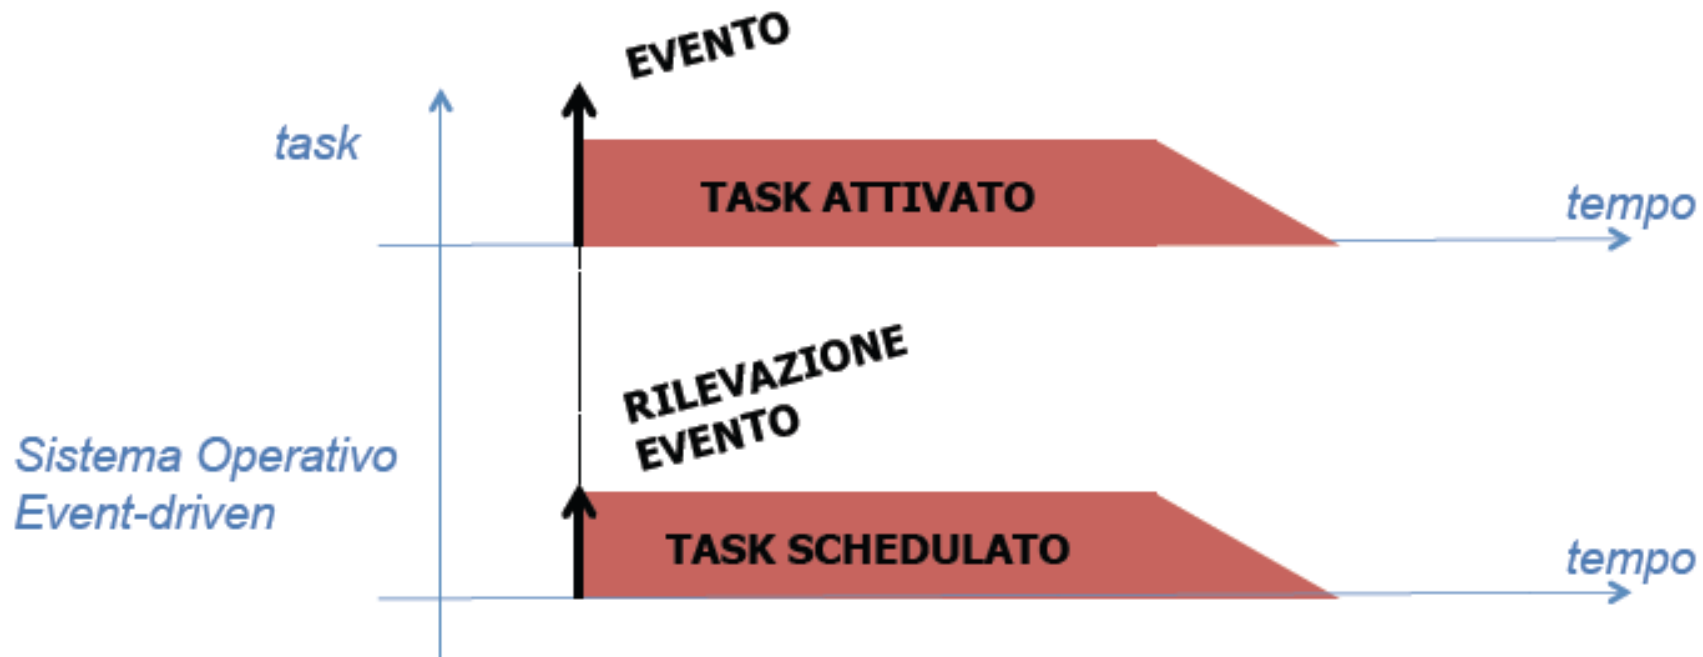 EVENTO
task
TASK ATTIVATO
tempo
RILEVAZIONE
EVENTO
Sistema Operativo
Event-driven
TASK SCHEDULATO
tempo